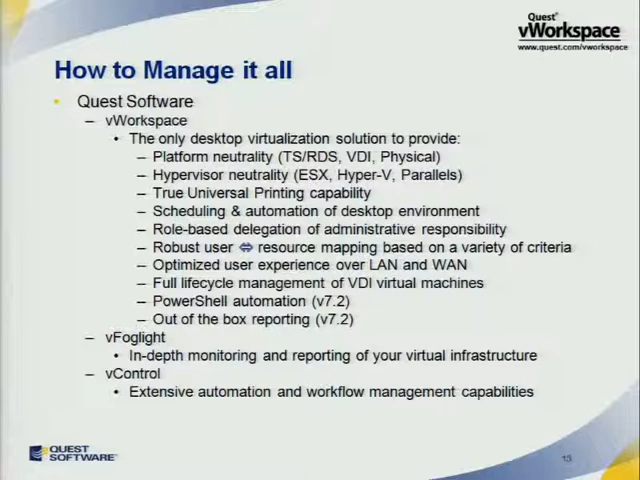 Quest®
vWorkspace
www.quest.com/vworkspace
How to Manage it all
• Quest Software
– vWorkspace
• The only desktop virtualization solution to provide:
– Platform neutrality (TS/RDS, VDI, Physical)
– Hypervisor neutrality (ESX, Hyper-V, Parallels)
– True Universal Printing capability
– Scheduling & automation of desktop environment
– Role-based delegation of administrative responsibility
– Robust user ⇔ resource mapping based on a variety of criteria
– Optimized user experience over LAN and WAN
– Full lifecycle management of VDI virtual machines
– PowerShell automation (v7.2)
– Out of the box reporting (v7.2)
– vFoglight
• In-depth monitoring and reporting of your virtual infrastructure
– vControl
• Extensive automation and workflow management capabilities
QUEST
SOFTWARE